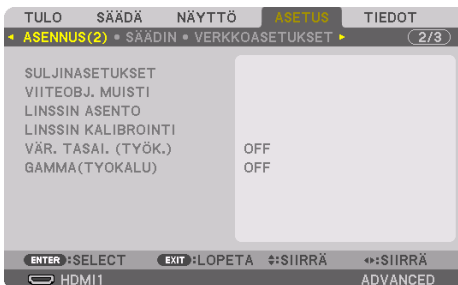 TULO SÄÄDÄ NÄYTTÖ ASETUS TIEDOT
ASENNUS(2) • SÄÄDIN • VERKKOASETUKSET 2/3
SULJINASETUKSET
VIITEOBJ. MUISTI
LINSSIN ASENTO
LINSSIN KALIBROINTI
VÄR. TASAI. (TYÖK.) OFF
GAMMA(TYOKALU) OFF
ENTER :SELECT EXIT :LOPETA :SIIRRÄ :SIIRRÄ
HDMI1 ADVANCED